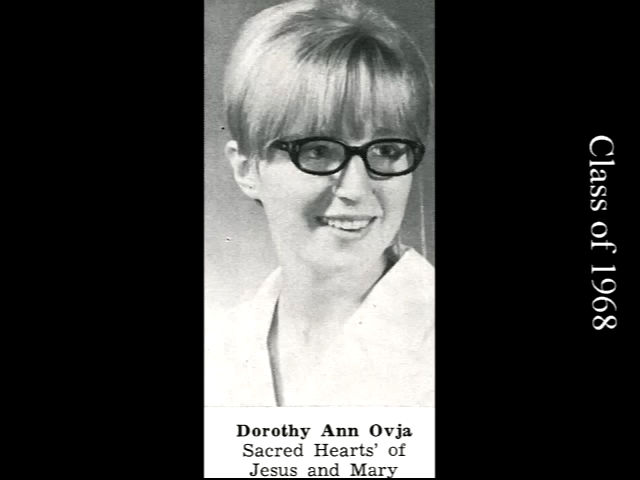 Dorothy Ann Ovja
Sacred Hearts' of
Jesus and Mary
Class of 1968